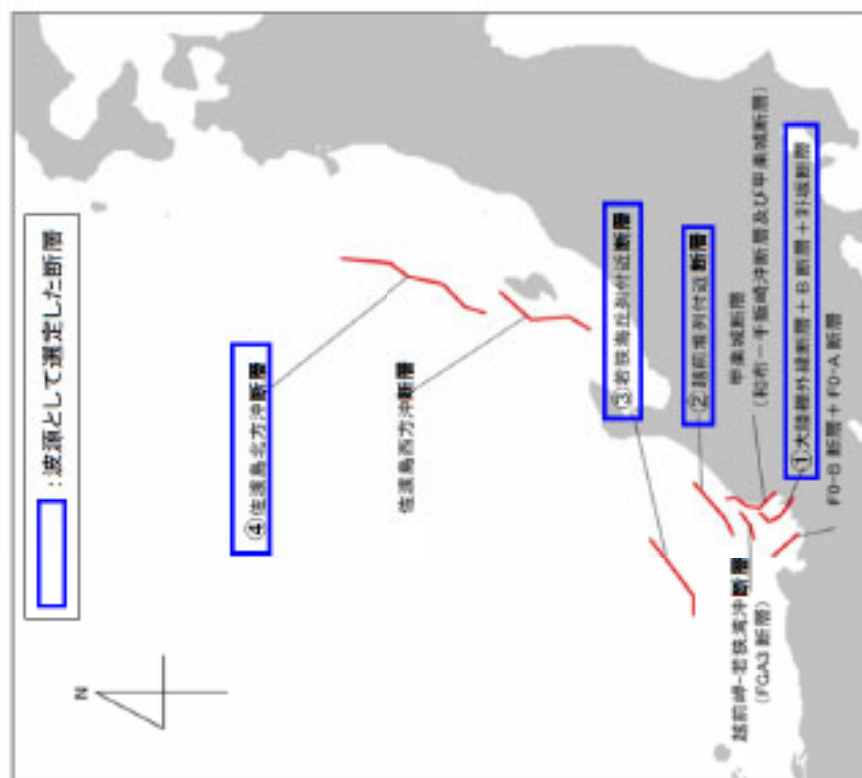 ：波源として選定した断層
N
④佐渡島北方沖断層
佐渡島西方沖断層
③若狭海丘列付近断層
②越前堆列付近断層
甲楽城断層
（和布－干飯崎沖断層及び甲楽城断層）
①大陸棚外縁断層＋B断層＋野坂断層
FO-B断層＋FO-A断層
越前岬－若狭湾沖断層
（FGA3断層）